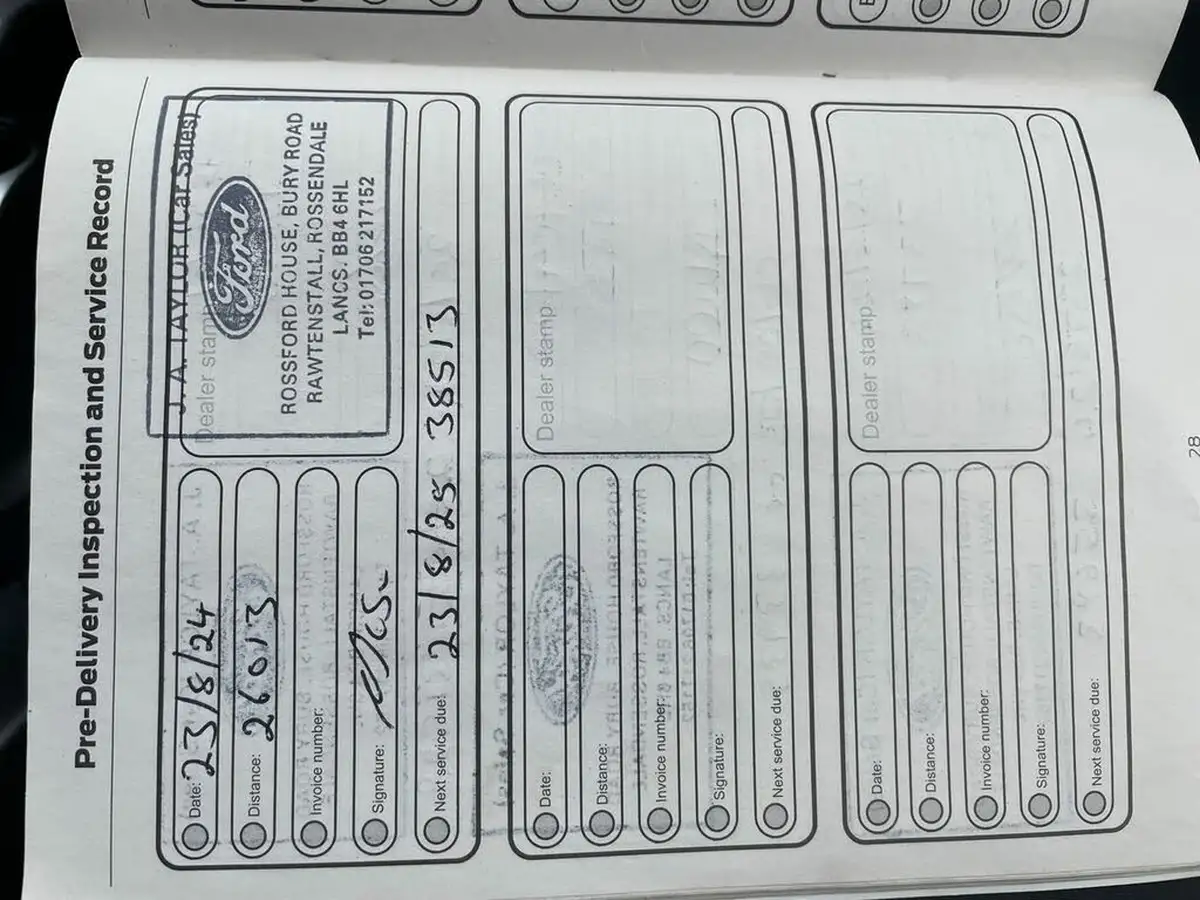 Pre-Delivery Inspection and Service Record
Date: 23/8/24
Distance: 26013
Invoice number:
Signature:
Next service due: 23/8/25 38513
Dealer stamp
J. A. TAYLOR (Car Sales)
Ford
ROSSFORD HOUSE, BURY ROAD
RAWTENSTALL, ROSSENDALE
LANCS. BB4 6HL
Tel: 01706 217152
Date:
Distance:
Invoice number:
Signature:
Next service due:
Dealer stamp
Date:
Distance:
Invoice number:
Signature:
Next service due:
Dealer stamp
28